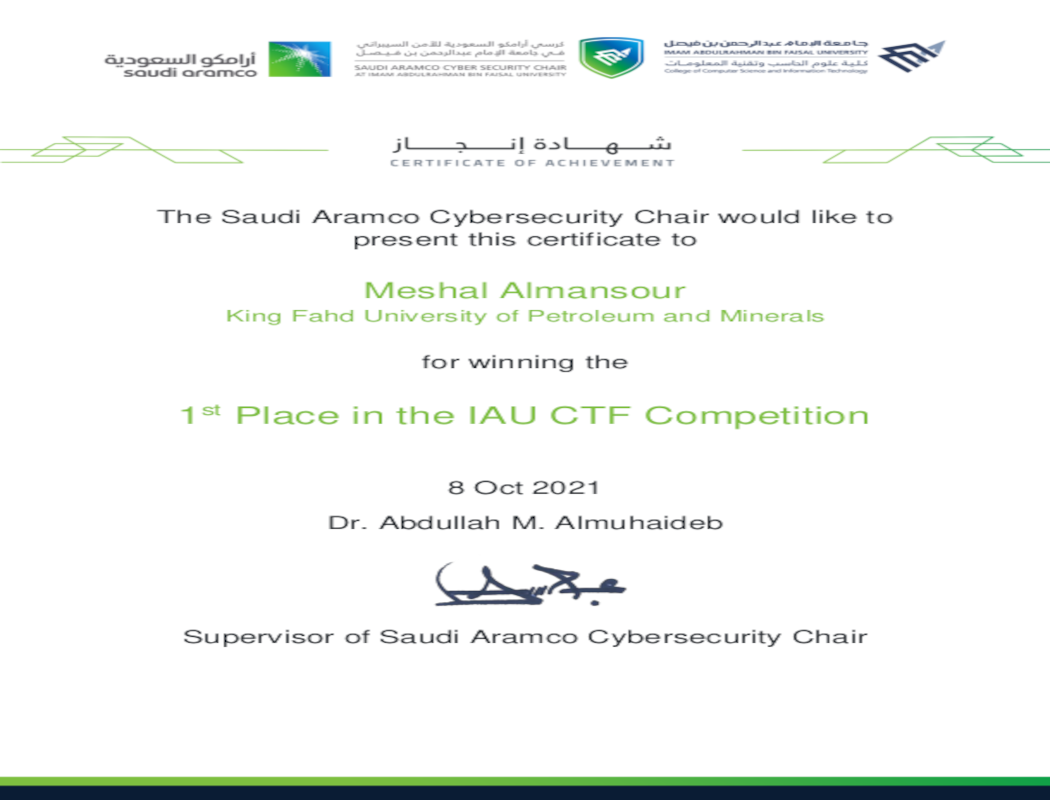 أرامكو السعودية
saudi aramco
كرسي أرامكو السعودية للأمن السيبراني
في جامعة الإمام عبدالرحمن بن فيصل
SAUDI ARAMCO CYBER SECURITY CHAIR
AT IMAM ABDULRAHMAN BIN FAISAL UNIVERSITY
جامعة الإمام عبدالرحمن بن فيصل
IMAM ABDULRAHMAN BIN FAISAL UNIVERSITY
كلية علوم الحاسب وتقنية المعلومات
College of Computer Science and Information Technology
شهادة إنجاز
CERTIFICATE OF ACHIEVEMENT
The Saudi Aramco Cybersecurity Chair would like to
present this certificate to
Meshal Almansour
King Fahd University of Petroleum and Minerals
for winning the
1st Place in the IAU CTF Competition
8 Oct 2021
Dr. Abdullah M. Almuhaideb
Supervisor of Saudi Aramco Cybersecurity Chair